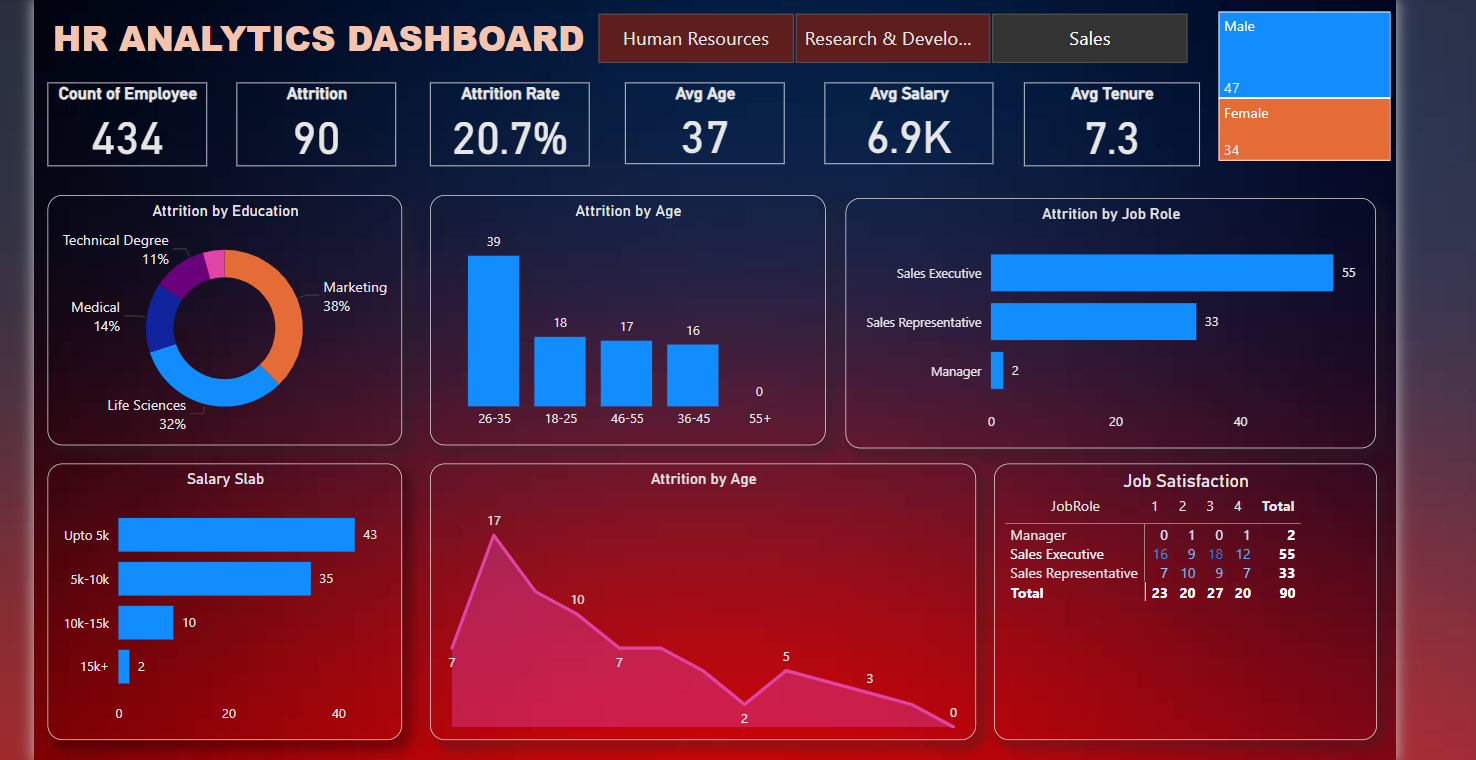 HR ANALYTICS DASHBOARD
Human Resources
Research & Develo...
Sales
Male
47
Female
34
Count of Employee
434
Attrition
90
Attrition Rate
20.7%
Avg Age
37
Avg Salary
6.9K
Avg Tenure
7.3
Attrition by Education
Technical Degree
11%
Marketing
38%
Medical
14%
Life Sciences
32%
Attrition by Age
39
18
17
16
0
26-35
18-25
46-55
36-45
55+
Attrition by Job Role
Sales Executive 55
Sales Representative 33
Manager 2
0 20 40
Salary Slab
Upto 5k 43
5k-10k 35
10k-15k 10
15k+ 2
0 20 40
Attrition by Age
17
10
7
7
5
3
2
0
Job Satisfaction
JobRole 1 2 3 4 Total
Manager 0 1 0 1 2
Sales Executive 16 9 18 12 55
Sales Representative 7 10 9 7 33
Total 23 20 27 20 90